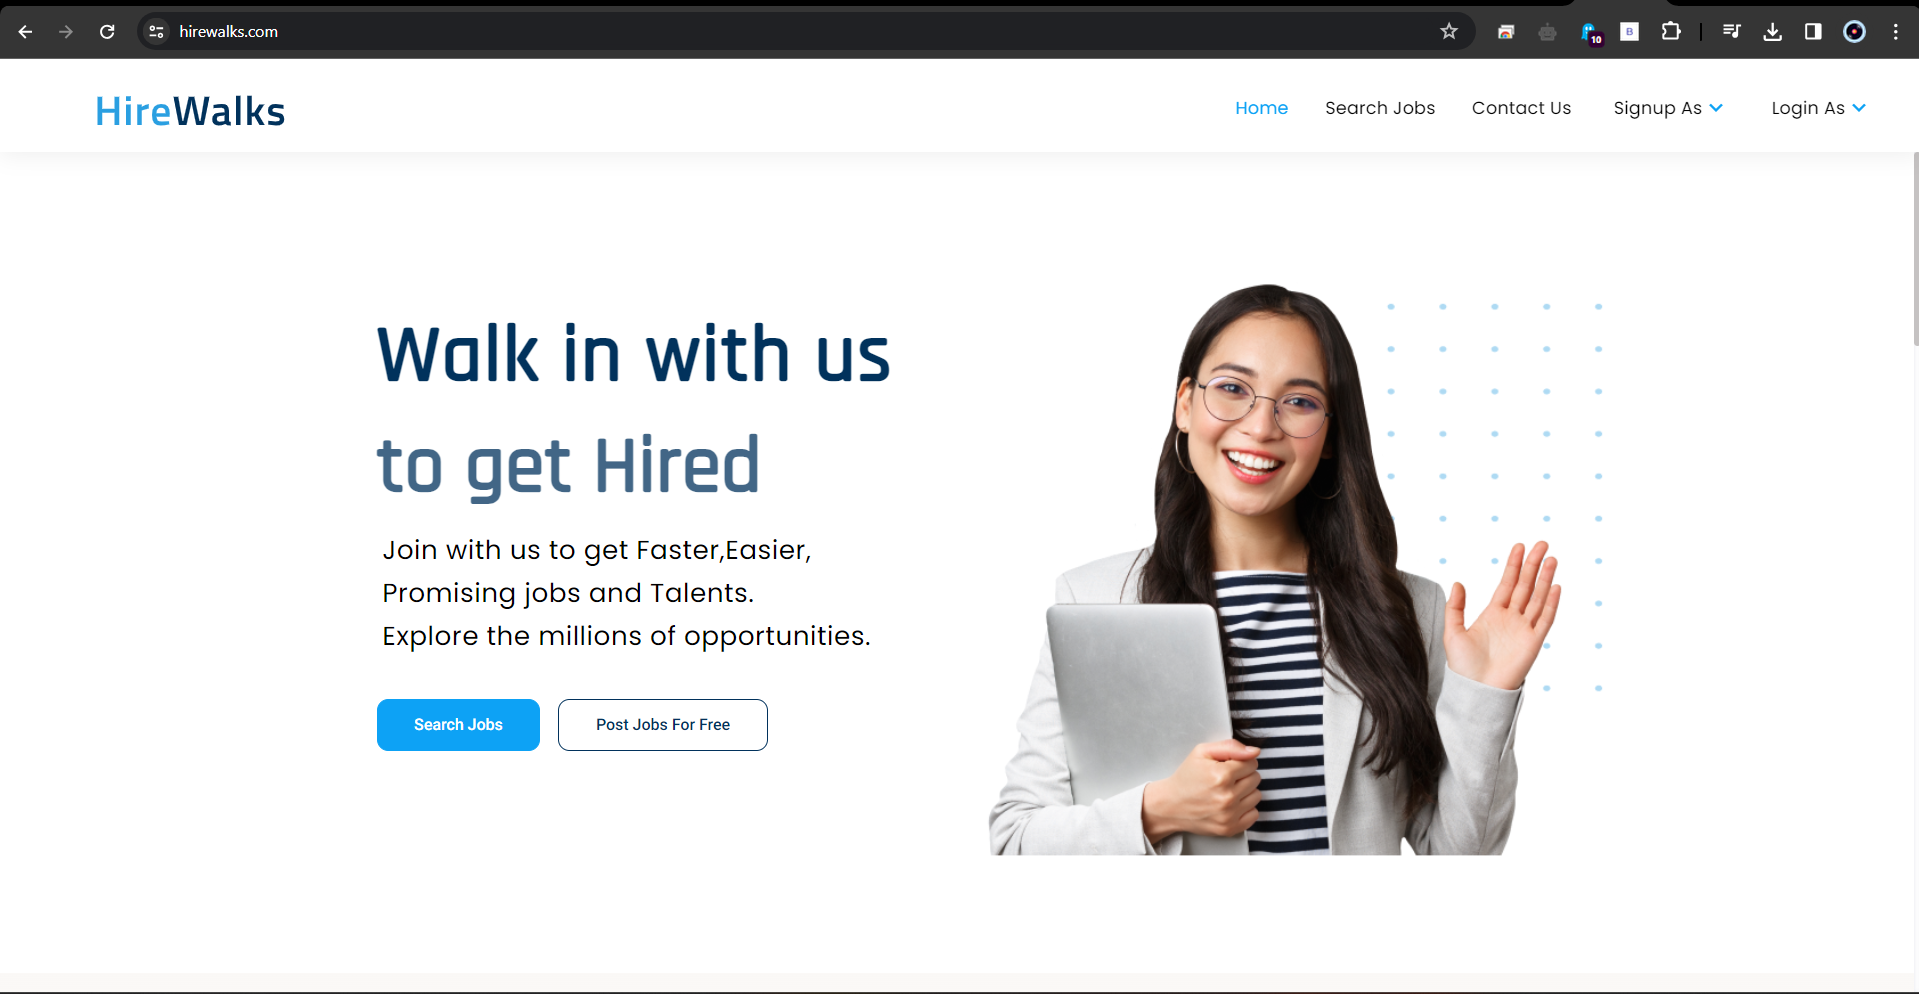 hirewalks.com
10
B
HireWalks
Home
Search Jobs
Contact Us
Signup As
Login As
Walk in with us
to get Hired
Join with us to get Faster,Easier,
Promising jobs and Talents.
Explore the millions of opportunities.
Search Jobs
Post Jobs For Free